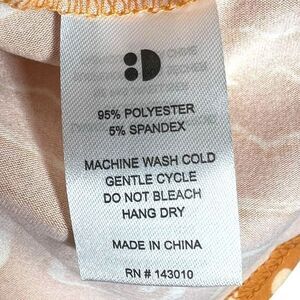 95% POLYESTER
5% SPANDEX
MACHINE WASH COLD
GENTLE CYCLE
DO NOT BLEACH
HANG DRY
MADE IN CHINA
RN # 143010